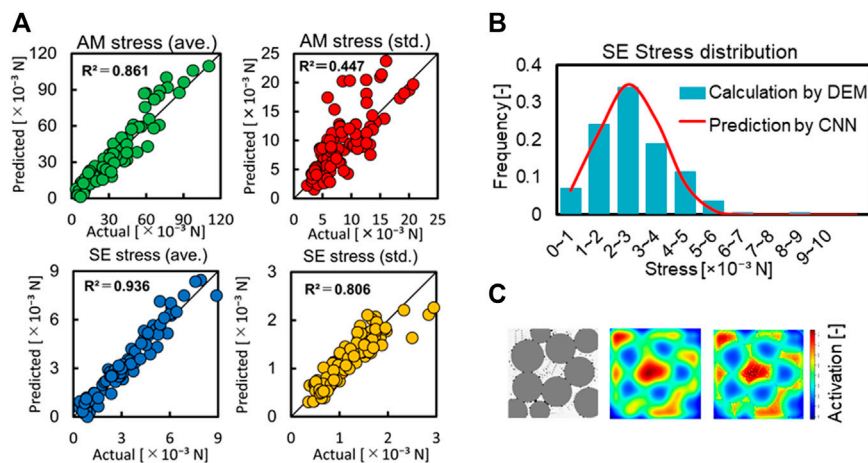 A
AM stress (ave.)
R²=0.861
Predicted [×10⁻³ N]
120
90
60
30
0
0 30 60 90 120
Actual [×10⁻³ N]
AM stress (std.)
R²=0.447
Predicted [×10⁻³ N]
25
20
15
10
5
0
0 5 10 15 20 25
Actual [×10⁻³ N]
SE stress (ave.)
R²=0.936
Predicted [×10⁻³ N]
9
6
3
0
0 3 6 9
Actual [×10⁻³ N]
SE stress (std.)
R²=0.806
Predicted [×10⁻³ N]
3
2
1
0
0 1 2 3
Actual [×10⁻³ N]
B
SE Stress distribution
Frequency [-]
0.4
0.3
0.2
0.1
0
Calculation by DEM
Prediction by CNN
0~1 1~2 2~3 3~4 4~5 5~6 6~7 7~8 8~9 9~10
Stress [×10⁻³ N]
C
Activation [-]